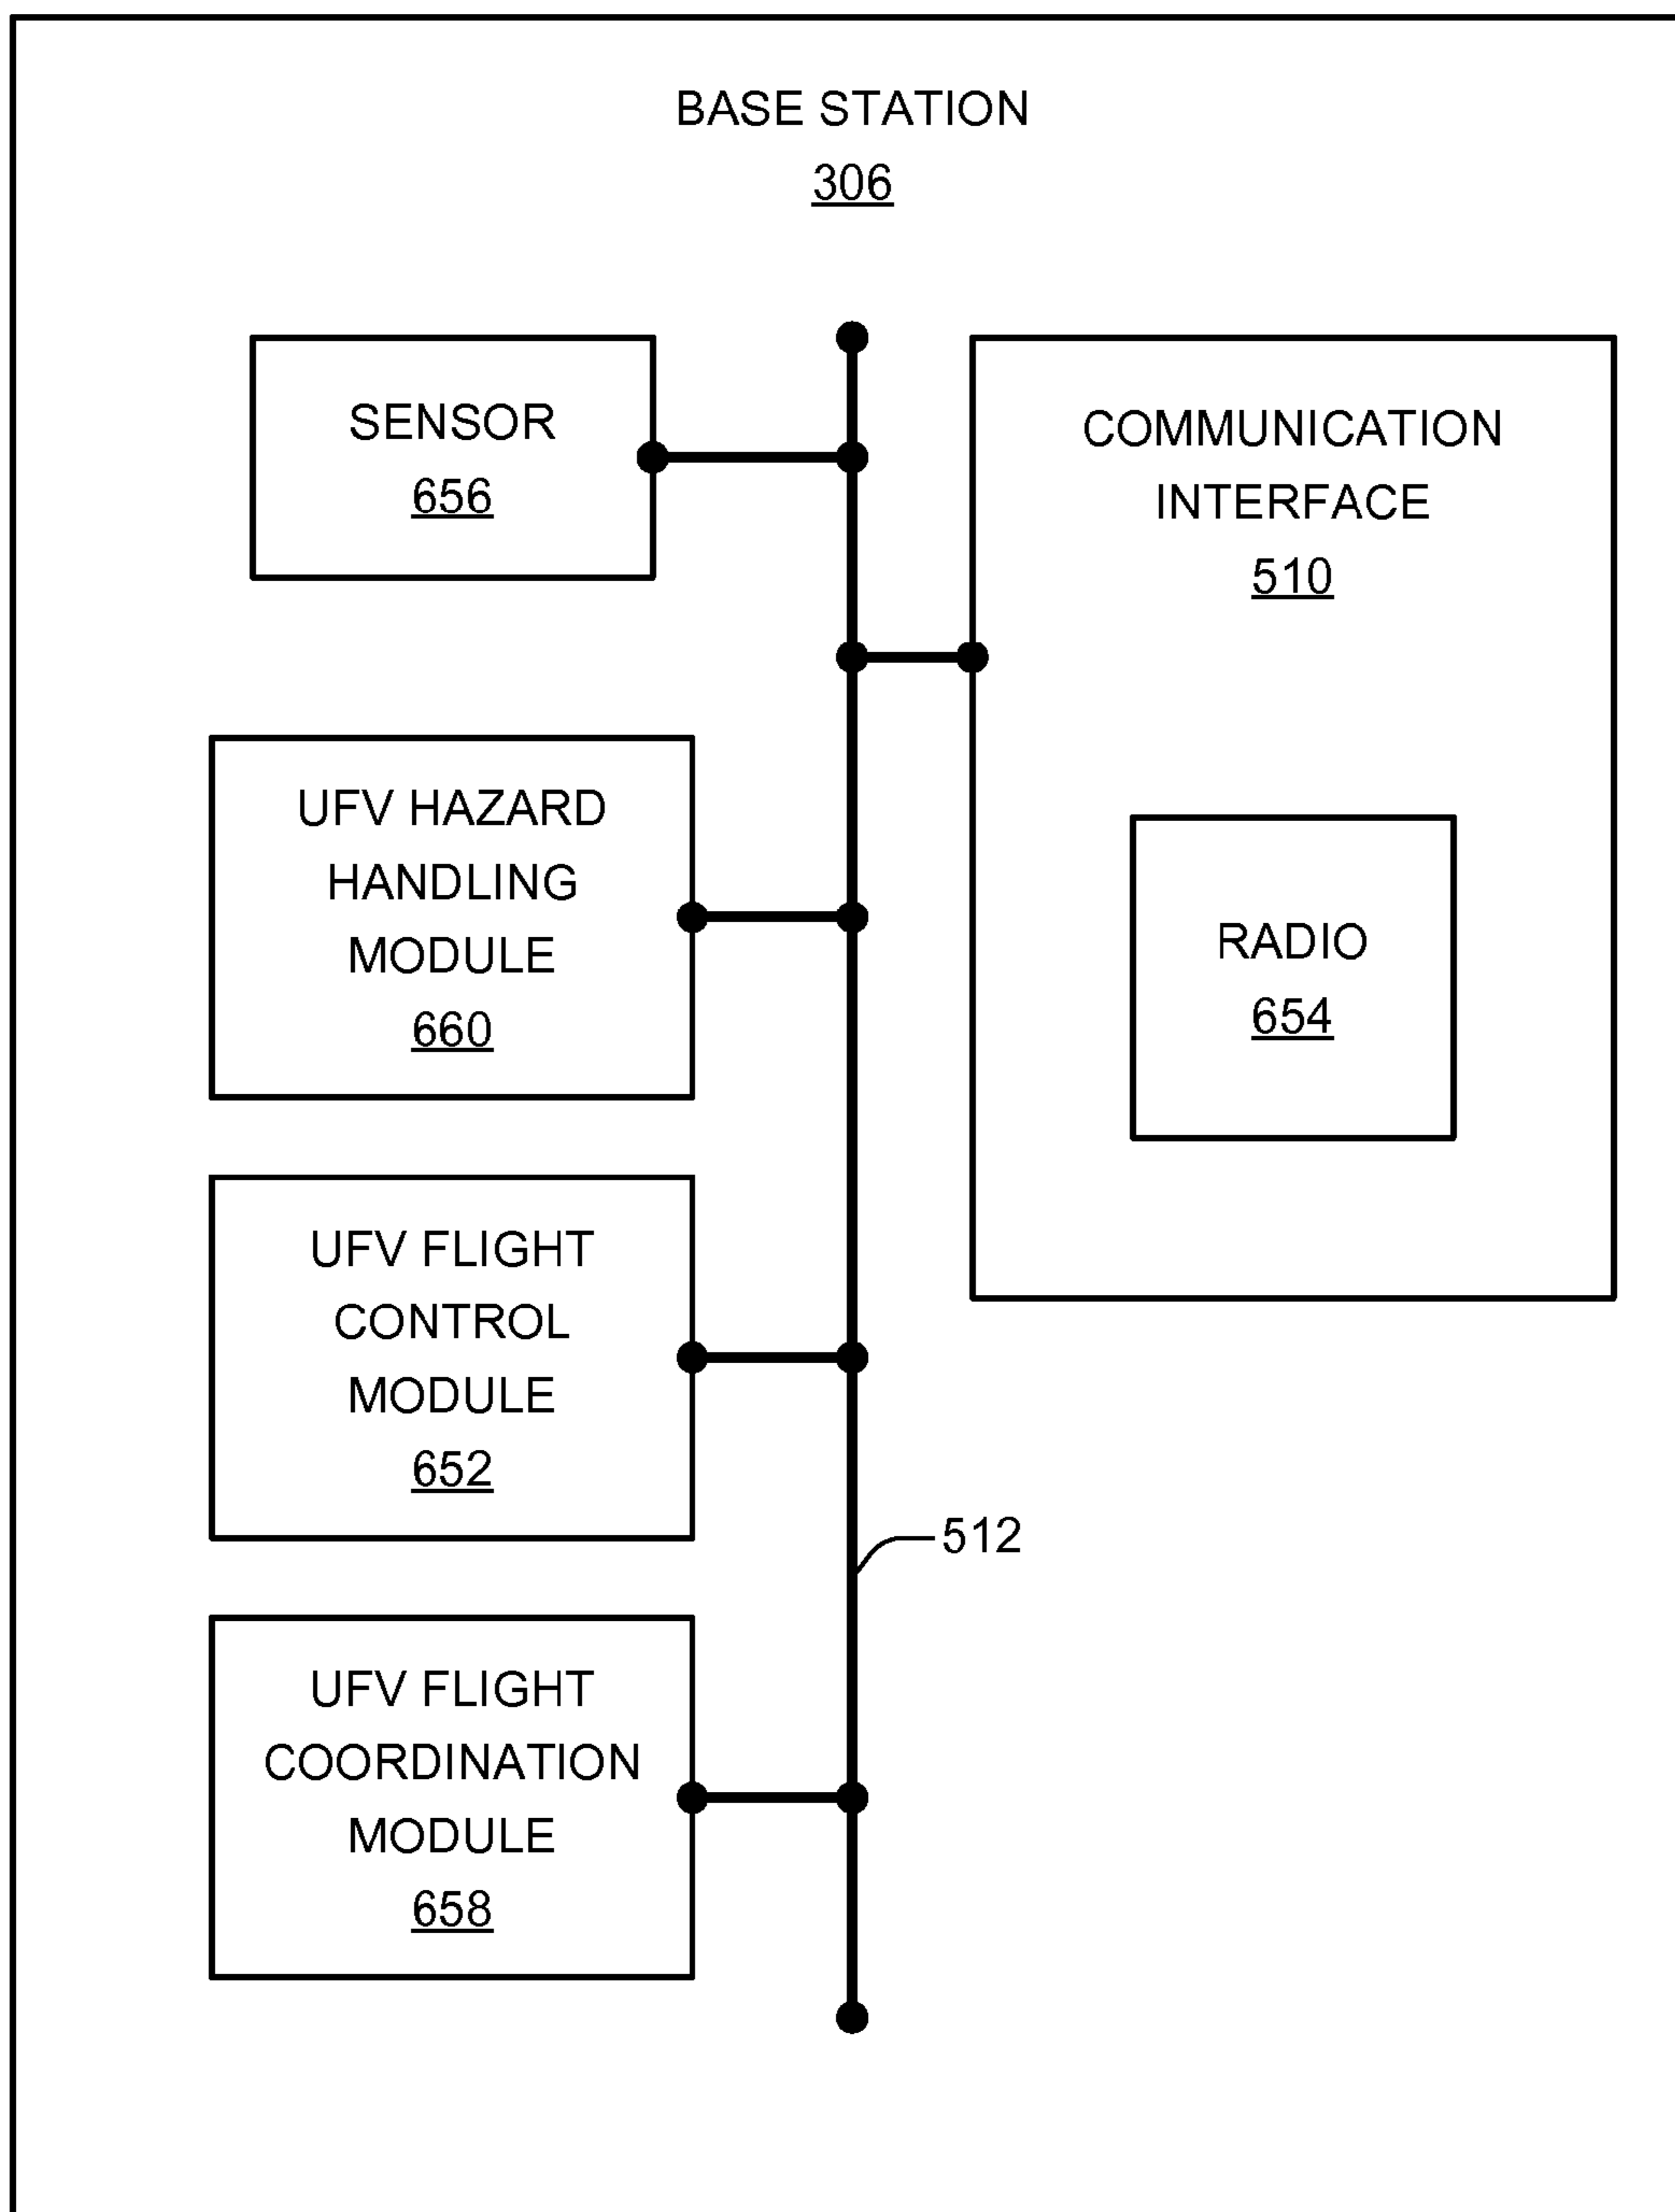 BASE STATION
306
SENSOR
656
COMMUNICATION
INTERFACE
510
UFV HAZARD
HANDLING
MODULE
660
RADIO
654
UFV FLIGHT
CONTROL
MODULE
652
512
UFV FLIGHT
COORDINATION
MODULE
658